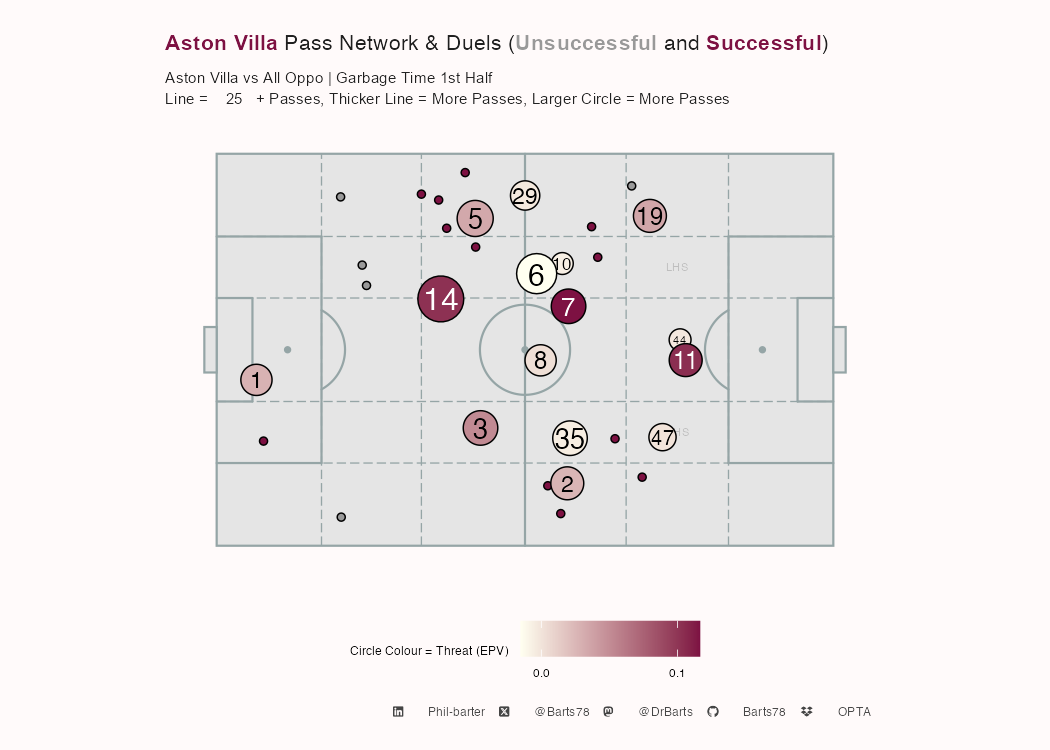 Aston Villa Pass Network & Duels (Unsuccessful and Successful)
Aston Villa vs All Oppo | Garbage Time 1st Half
Line = 25 + Passes, Thicker Line = More Passes, Larger Circle = More Passes
29
5
19
LHS
10
6
14
7
44
8
11
1
3
35
47
HS
2
Circle Colour = Threat (EPV)
0.0
0.1
Phil-barter
@Barts78
@DrBarts
Barts78
OPTA